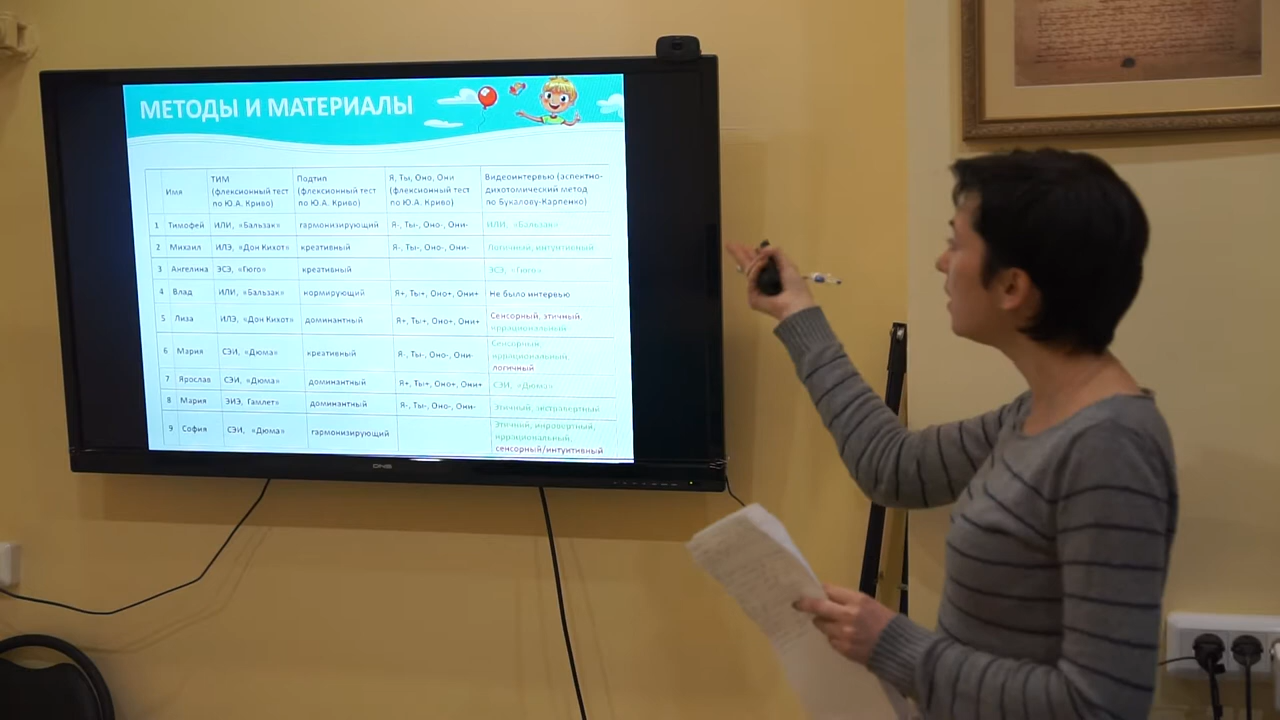 МЕТОДЫ И МАТЕРИАЛЫ
Имя
ТИМ
(флексионный тест
по Ю.А. Криво)
Подтип
(флексионный тест
по Ю.А. Криво)
Я, Ты, Оно, Они
(флексионный тест
по Ю.А. Криво)
Видеоинтервью (аспектно-
дихотомический метод
по Букалову-Карпенко)
1 Тимофей ИЛИ, «Бальзак» гармонизирующий Я-, Ты-, Оно-, Они- ИЛИ, «Бальзак»
2 Михаил ИЛЭ, «Дон Кихот» креативный Я-, Ты-, Оно-, Они- Логичный, интуитивный
3 Ангелина ЭСЭ, «Гюго» креативный ЭСЭ, «Гюго»
4 Влад ИЛИ, «Бальзак» нормирующий Я+, Ты+, Оно+, Они+ Не было интервью
5 Лиза ИЛЭ, «Дон Кихот» доминантный Я+, Ты+, Оно+, Они+ Сенсорный, этичный,
иррациональный
6 Мария СЭИ, «Дюма» креативный Я-, Ты-, Оно-, Они- Сенсорный,
иррациональный,
логичный
7 Ярослав СЭИ, «Дюма» доминантный Я+, Ты+, Оно+, Они+ СЭИ, «Дюма»
8 Мария ЭИЭ, Гамлет» доминантный Я-, Ты-, Оно-, Они- Этичный, экстравертный
9 София СЭИ, «Дюма» гармонизирующий Этичный, инровертный,
иррациональный,
сенсорный/интуитивный
DNS